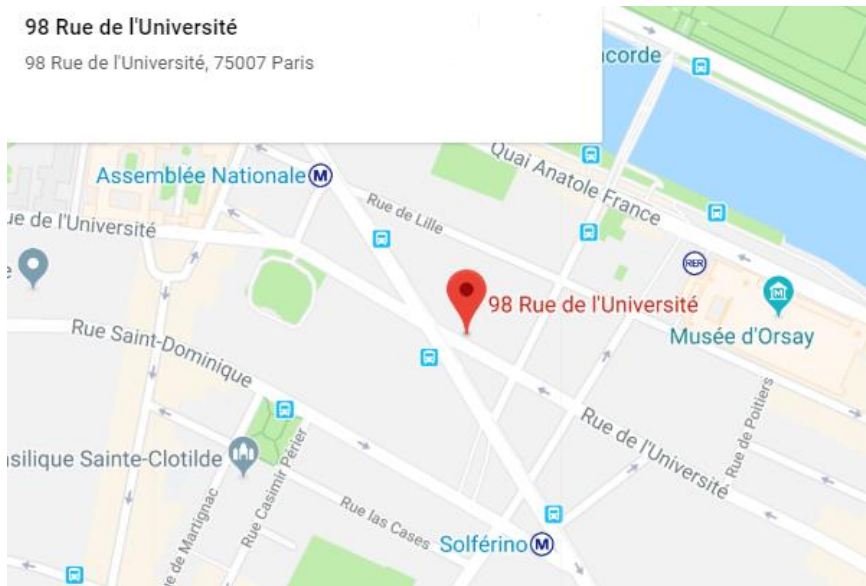 98 Rue de l'Université
98 Rue de l'Université, 75007 Paris
Assemblée Nationale
M
Quai Anatole France
Rue de Lille
Rue de l'Université
RER
98 Rue de l'Université
M
Musée d'Orsay
Rue Saint-Dominique
Rue de l'Université
Rue de Poitiers
Sainte-Clotilde
Rue Casimir Périer
de Martignac
Rue las Cases
Solférino
M